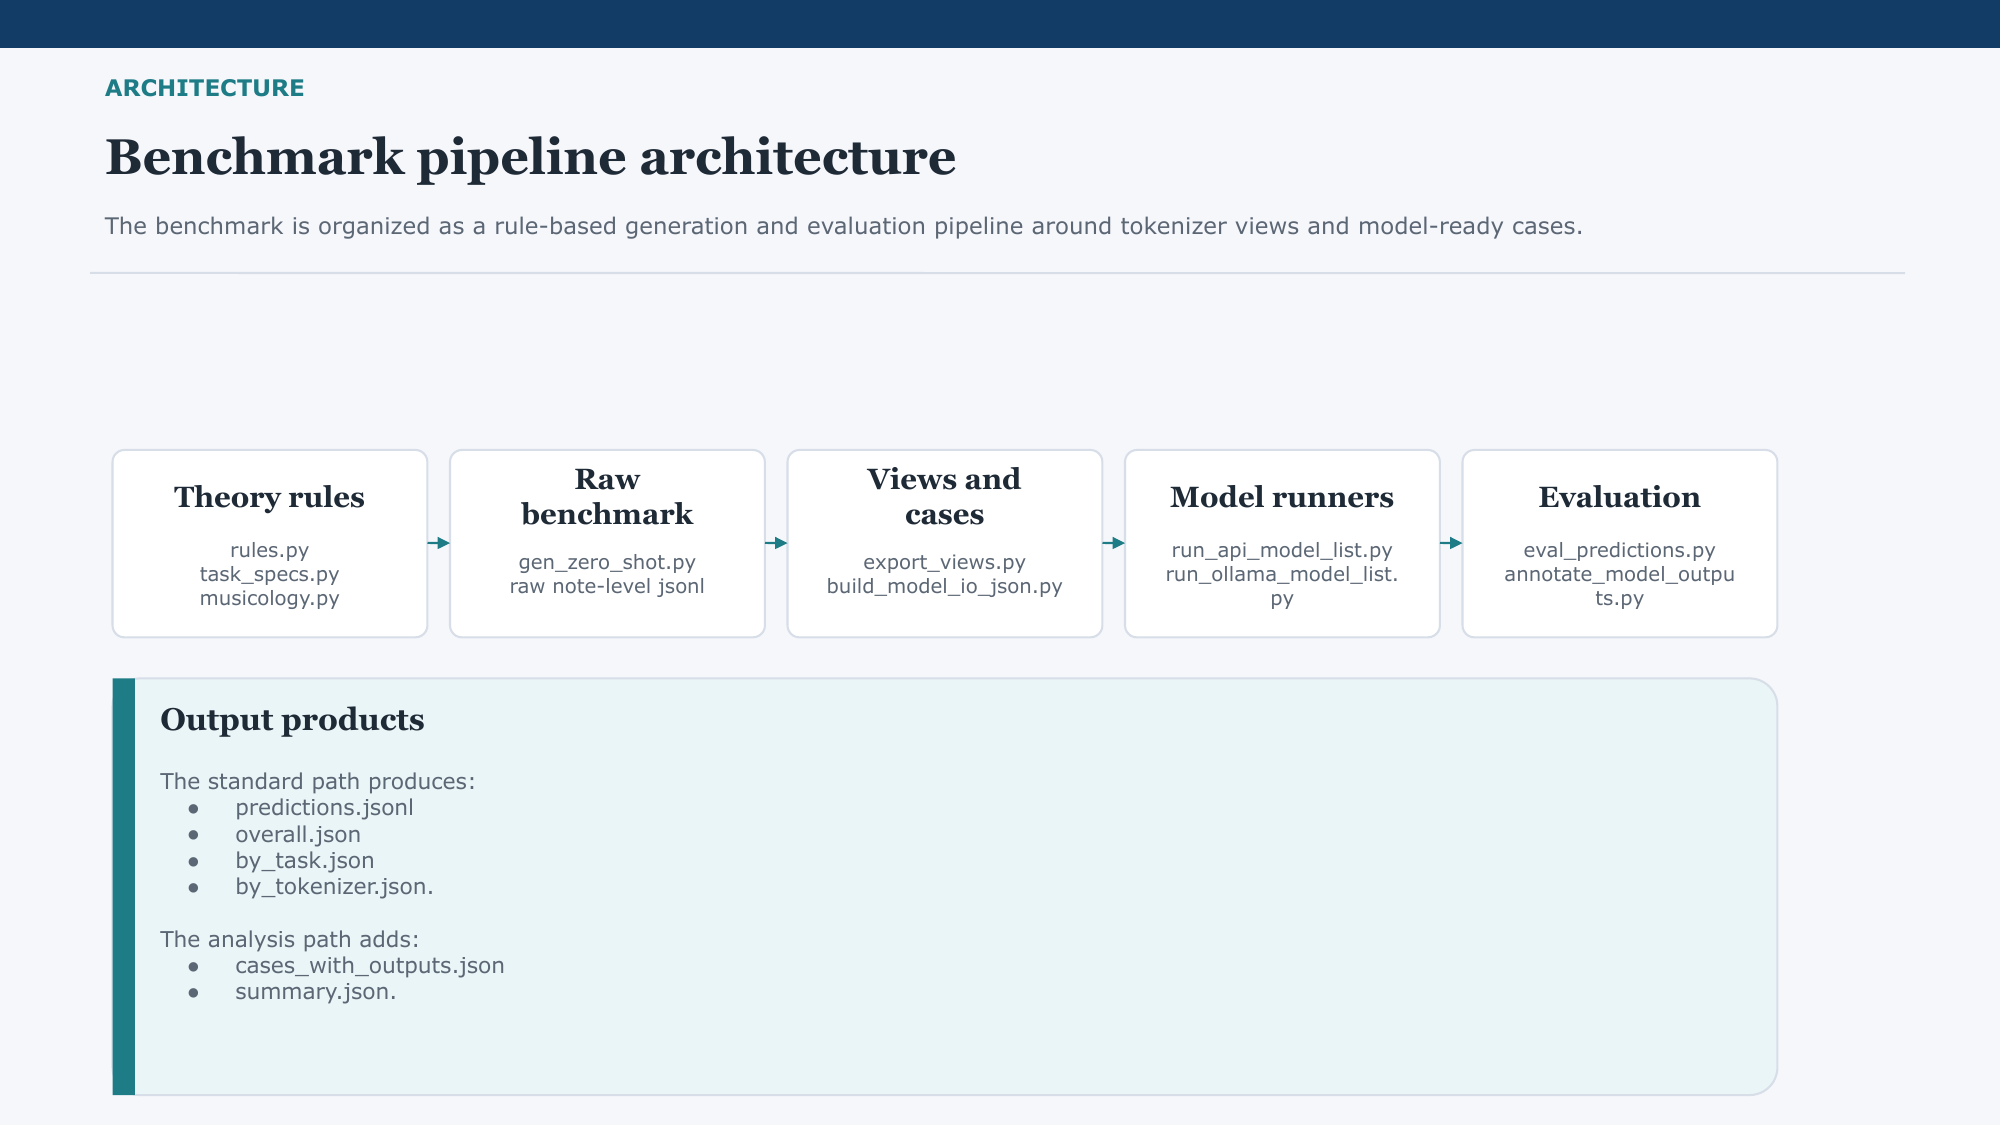 ARCHITECTURE
Benchmark pipeline architecture
The benchmark is organized as a rule-based generation and evaluation pipeline around tokenizer views and model-ready cases.
Theory rules
rules.py
task_specs.py
musicology.py
Raw
benchmark
gen_zero_shot.py
raw note-level jsonl
Views and
cases
export_views.py
build_model_io_json.py
Model runners
run_api_model_list.py
run_ollama_model_list.
py
Evaluation
eval_predictions.py
annotate_model_outpu
ts.py
Output products
The standard path produces:
● predictions.jsonl
● overall.json
● by_task.json
● by_tokenizer.json.
The analysis path adds:
● cases_with_outputs.json
● summary.json.